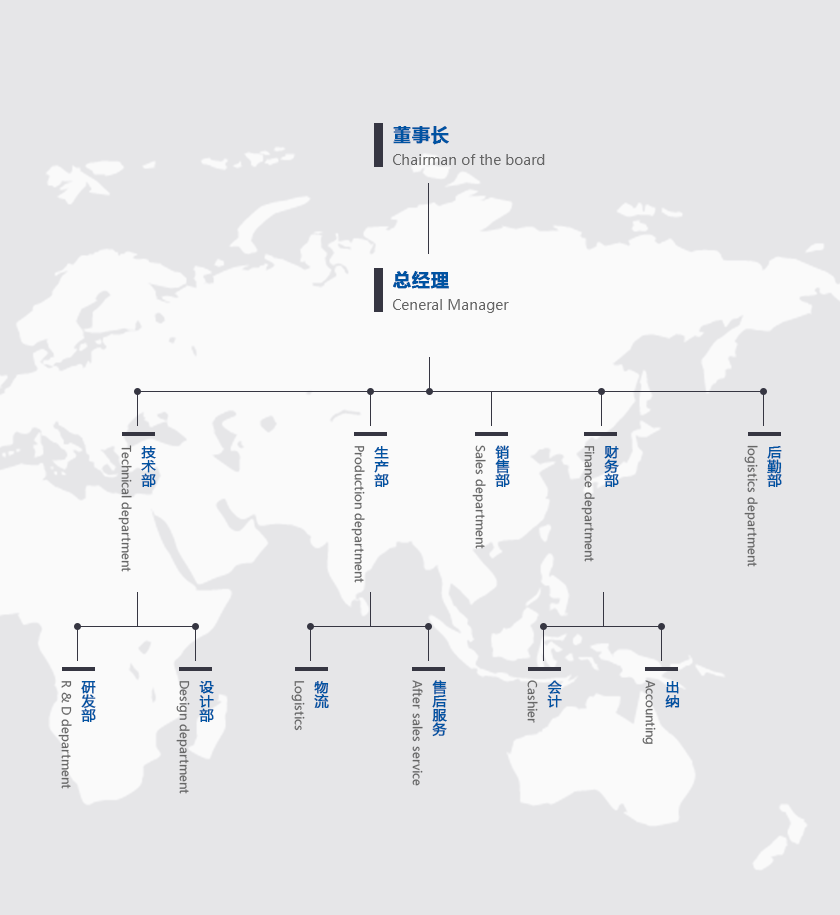 董事长
Chairman of the board
总经理
Ceneral Manager
技术部
Technical department
生产部
Production department
销售部
Sales department
财务部
Finance department
后勤部
logistics department
研发部
R & D department
设计部
Design department
物流
Logistics
售后服务
After sales service
会计
Cashier
出纳
Accounting